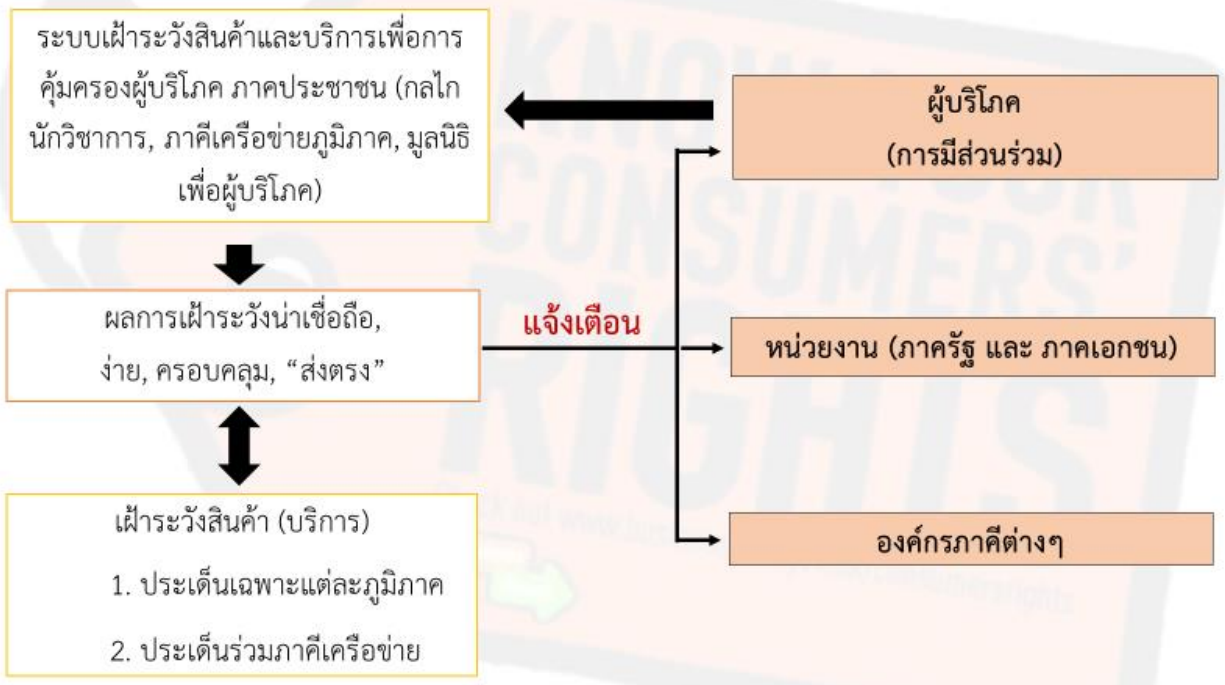 ระบบเฝ้าระวังสินค้าและบริการเพื่อการ
คุ้มครองผู้บริโภค ภาคประชาชน (กลไก
นักวิชาการ, ภาคีเครือข่ายภูมิภาค, มูลนิธิ
เพื่อผู้บริโภค)
ผู้บริโภค
(การมีส่วนร่วม)
ผลการเฝ้าระวังน่าเชื่อถือ,
ง่าย, ครอบคลุม, “ส่งตรง”
แจ้งเตือน
หน่วยงาน (ภาครัฐ และ ภาคเอกชน)
เฝ้าระวังสินค้า (บริการ)
1. ประเด็นเฉพาะแต่ละภูมิภาค
2. ประเด็นร่วมภาคีเครือข่าย
องค์กรภาคีต่างๆ
KNOW YOUR
CONSUMERS'
RIGHTS